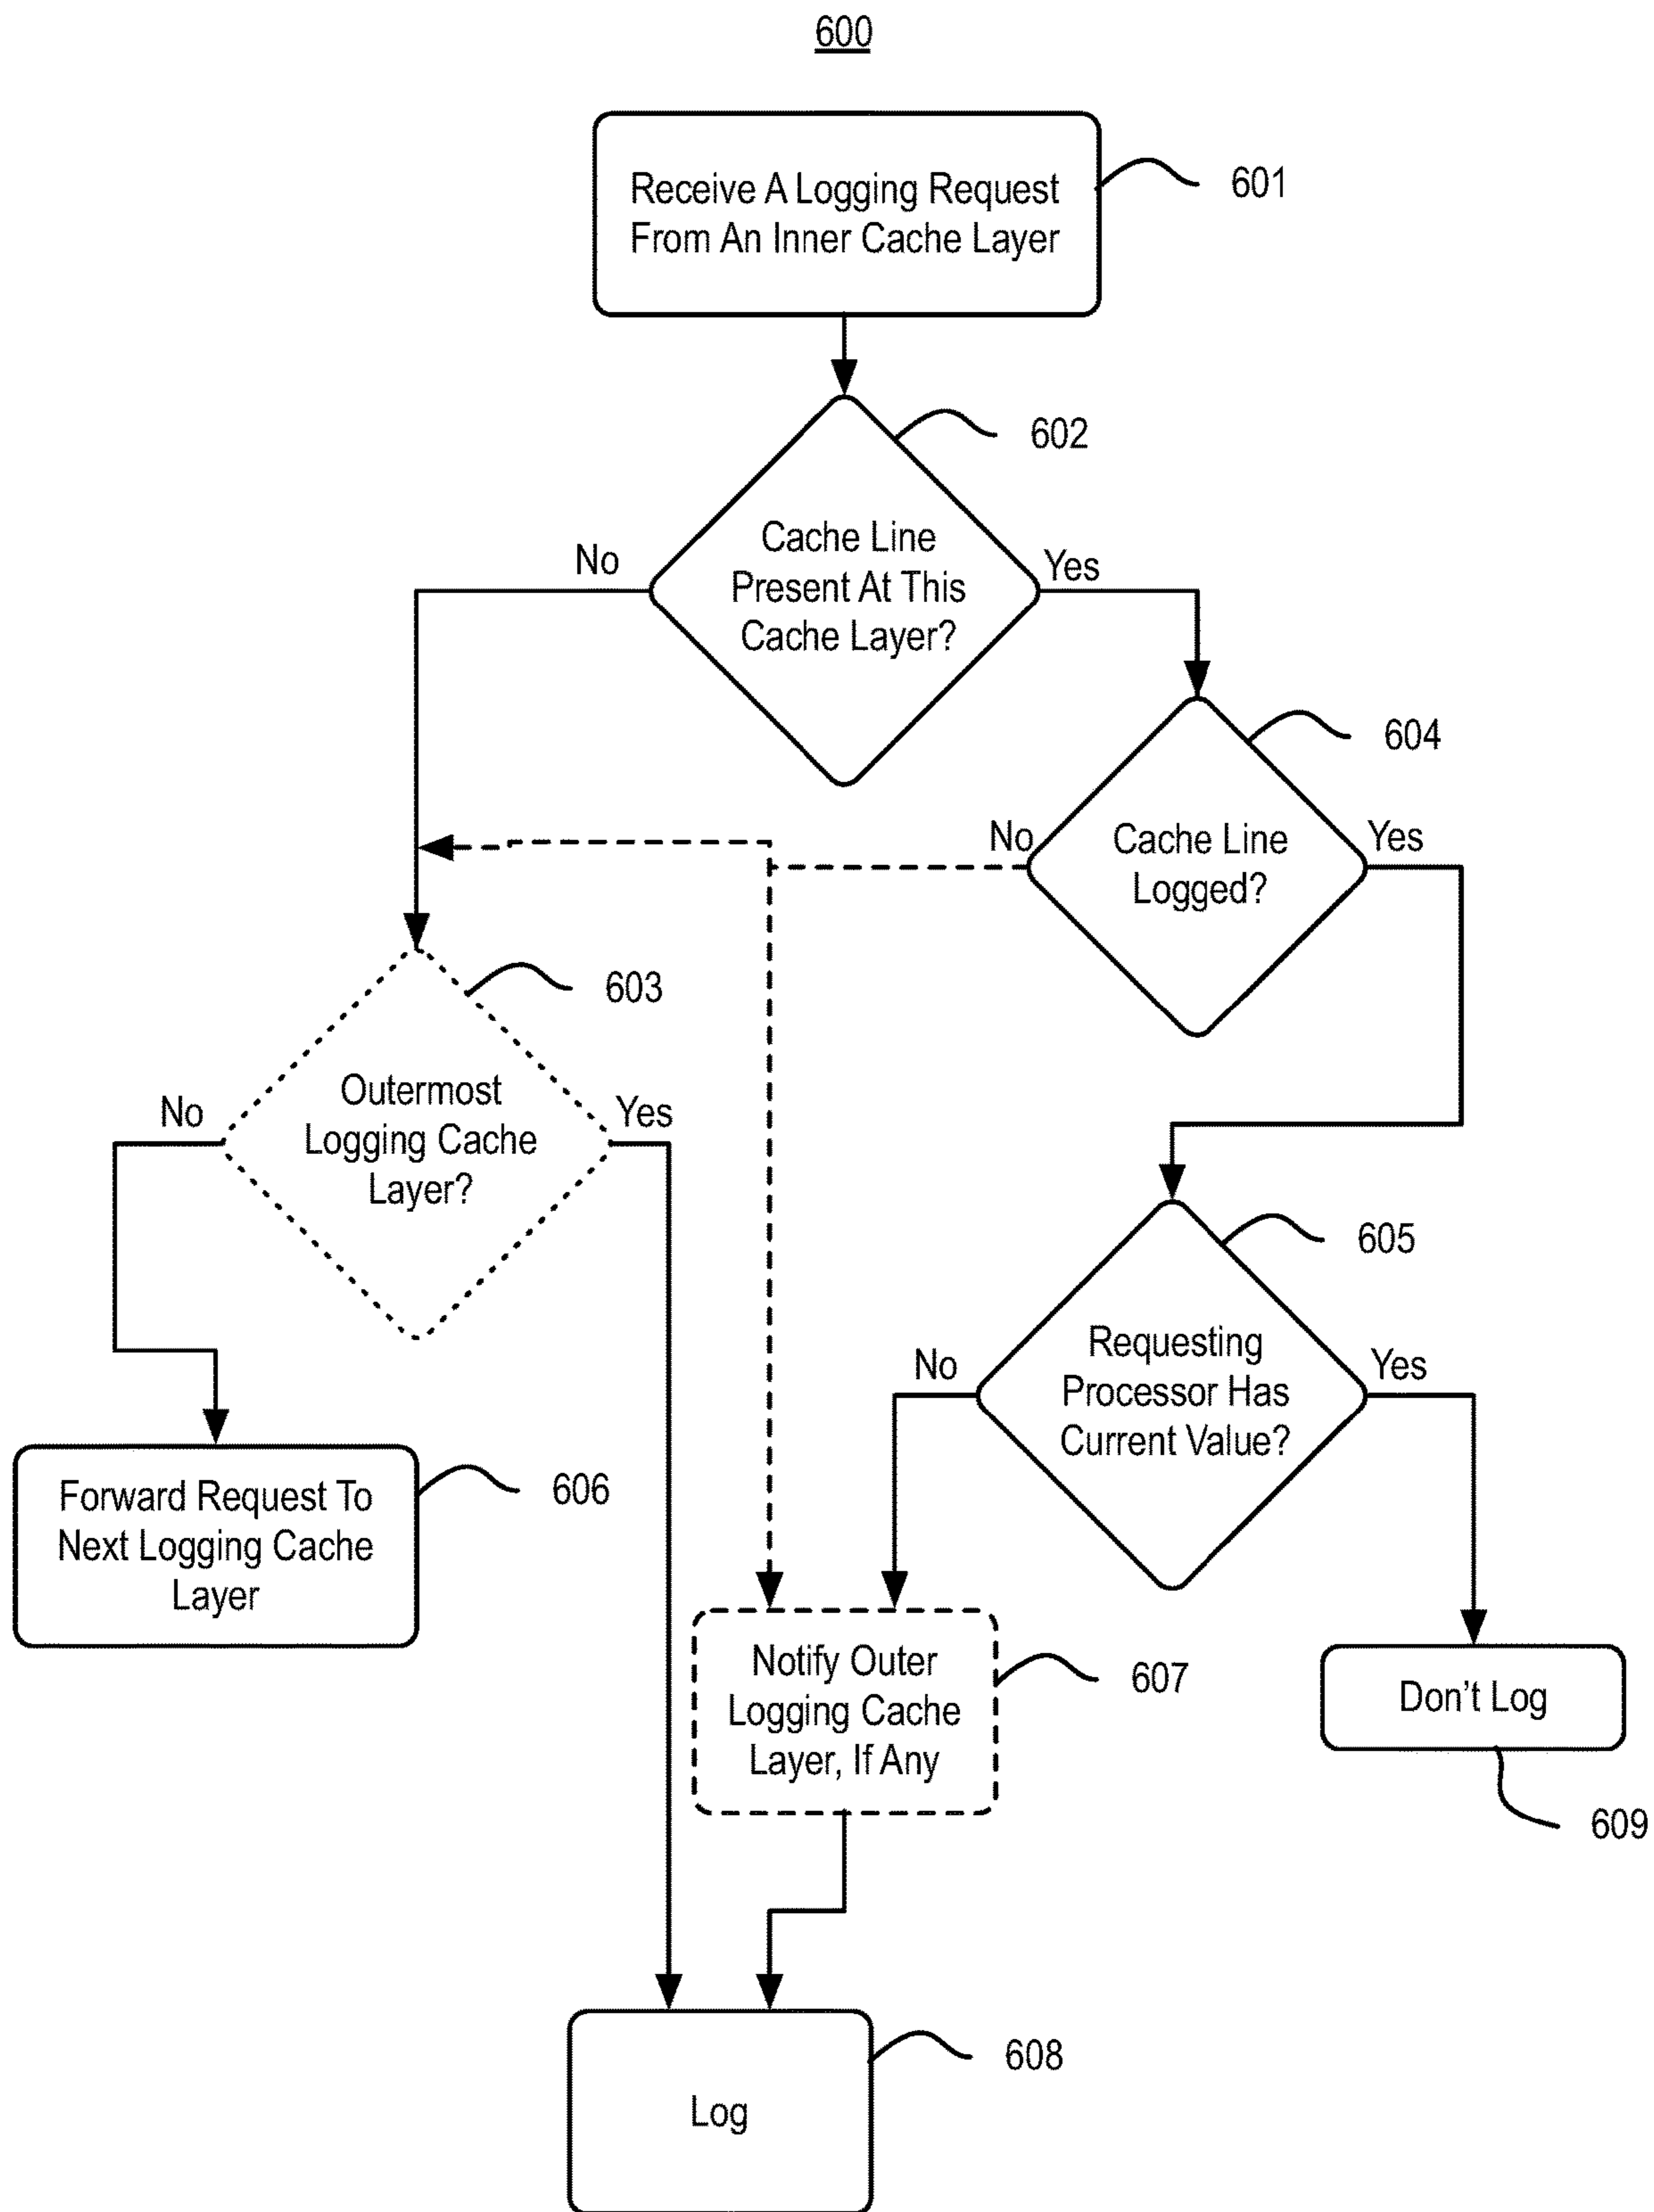 600
Receive A Logging Request
From An Inner Cache Layer
601
602
Cache Line
Present At This
Cache Layer?
No
Yes
604
Cache Line
Logged?
No
Yes
603
Outermost
Logging Cache
Layer?
No
Yes
605
Requesting
Processor Has
Current Value?
No
Yes
606
Forward Request To
Next Logging Cache
Layer
607
Notify Outer
Logging Cache
Layer, If Any
Don't Log
609
608
Log